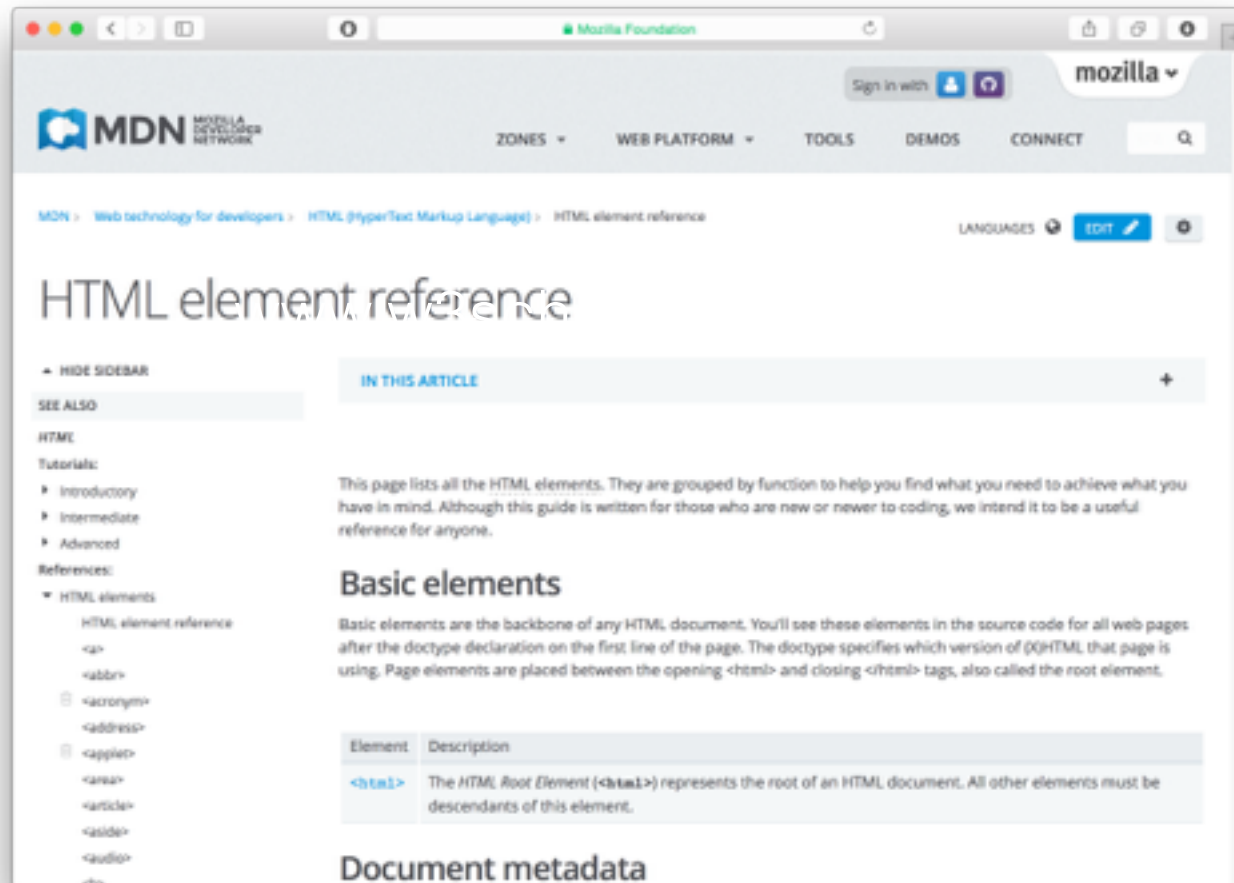 Mozilla Foundation
Sign in with
mozilla
MDN MOZILLA DEVELOPER NETWORK
ZONES WEB PLATFORM TOOLS DEMOS CONNECT
MDN › Web technology for developers › HTML (HyperText Markup Language) › HTML element reference
LANGUAGES EDIT
HTML element reference
HIDE SIDEBAR
SEE ALSO
HTML
Tutorials:
Introductory
Intermediate
Advanced
References:
HTML elements
HTML element reference
<a>
<abbr>
<acronym>
<address>
<applet>
<area>
<article>
<aside>
<audio>
IN THIS ARTICLE +
This page lists all the HTML elements. They are grouped by function to help you find what you need to achieve what you
have in mind. Although this guide is written for those who are new or newer to coding, we intend it to be a useful
reference for anyone.
Basic elements
Basic elements are the backbone of any HTML document. You'll see these elements in the source code for all web pages
after the doctype declaration on the first line of the page. The doctype specifies which version of (X)HTML that page is
using. Page elements are placed between the opening <html> and closing </html> tags, also called the root element.
Element Description
<html> The HTML Root Element (<html>) represents the root of an HTML document. All other elements must be
descendants of this element.
Document metadata